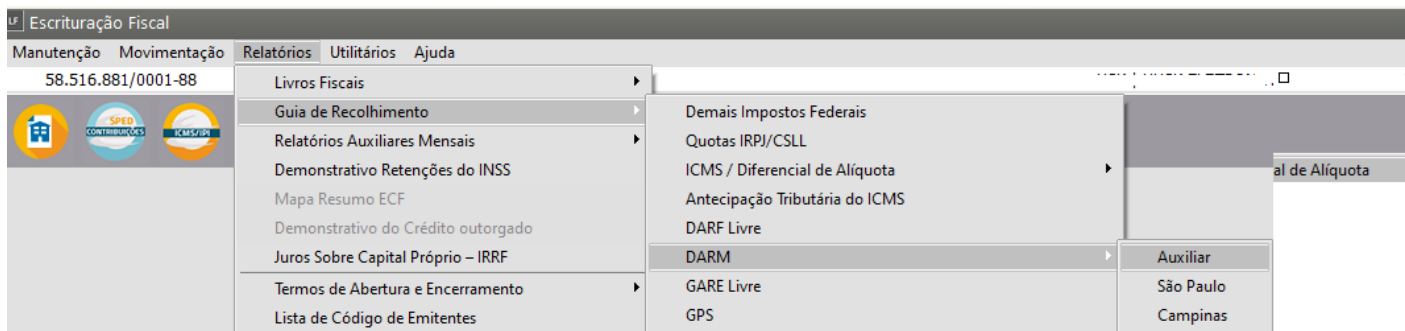 LF Escrituração Fiscal
Manutenção Movimentação Relatórios Utilitários Ajuda
58.516.881/0001-88
SPED CONTRIBUIÇÕES
ICMS/IPI
Livros Fiscais
Guia de Recolhimento
Relatórios Auxiliares Mensais
Demonstrativo Retenções do INSS
Mapa Resumo ECF
Demonstrativo do Crédito outorgado
Juros Sobre Capital Próprio – IRRF
Termos de Abertura e Encerramento
Lista de Código de Emitentes
Demais Impostos Federais
Quotas IRPJ/CSLL
ICMS / Diferencial de Alíquota
Antecipação Tributária do ICMS
DARF Livre
DARM
GARE Livre
GPS
al de Alíquota
Auxiliar
São Paulo
Campinas